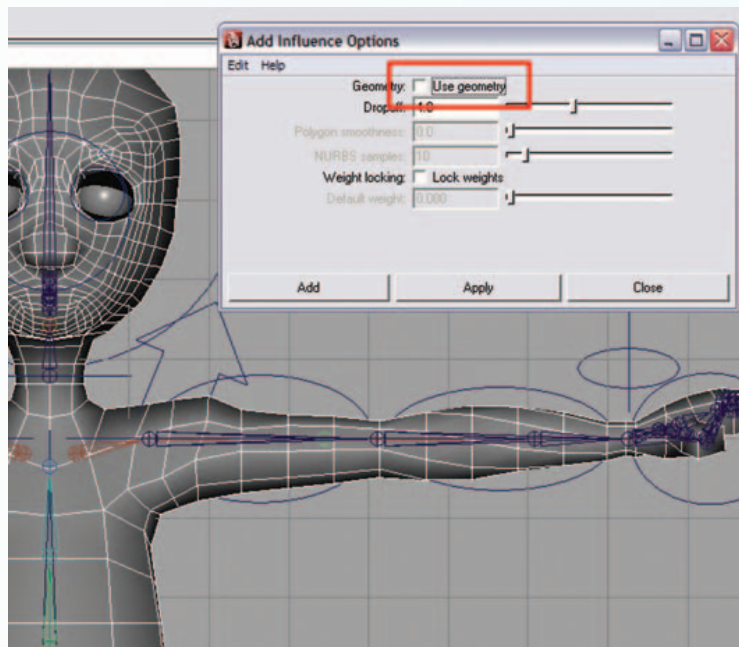 Add Influence Options
Edit Help
Geometry: Use geometry
Dropoff: 4.0
Polygon smoothness: 0.0
NURBS samples: 10
Weight locking: Lock weights
Default weight: 0.000
Add Apply Close